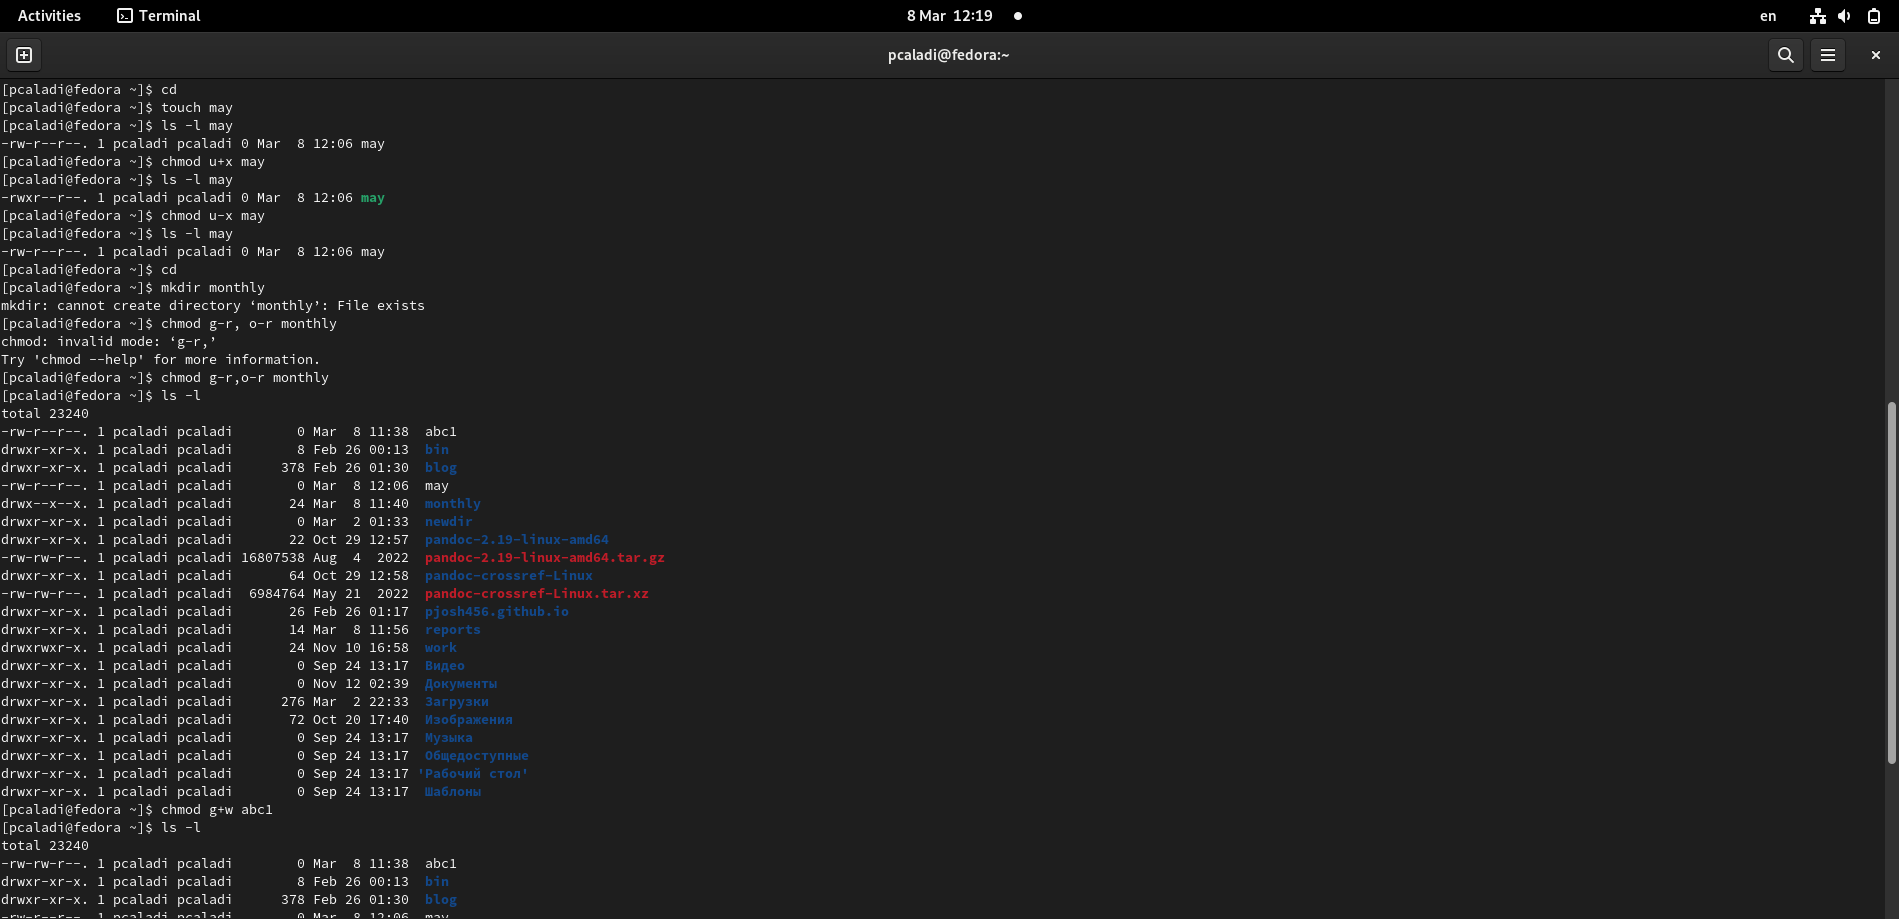 Activities Terminal 8 Mar 12:19 en
pcaladi@fedora:~
[pcaladi@fedora ~]$ cd
[pcaladi@fedora ~]$ touch may
[pcaladi@fedora ~]$ ls -l may
-rw-r--r--. 1 pcaladi pcaladi 0 Mar  8 12:06 may
[pcaladi@fedora ~]$ chmod u+x may
[pcaladi@fedora ~]$ ls -l may
-rwxr--r--. 1 pcaladi pcaladi 0 Mar  8 12:06 may
[pcaladi@fedora ~]$ chmod u-x may
[pcaladi@fedora ~]$ ls -l may
-rw-r--r--. 1 pcaladi pcaladi 0 Mar  8 12:06 may
[pcaladi@fedora ~]$ cd
[pcaladi@fedora ~]$ mkdir monthly
mkdir: cannot create directory ‘monthly’: File exists
[pcaladi@fedora ~]$ chmod g-r, o-r monthly
chmod: invalid mode: ‘g-r,’
Try 'chmod --help' for more information.
[pcaladi@fedora ~]$ chmod g-r,o-r monthly
[pcaladi@fedora ~]$ ls -l
total 23240
-rw-r--r--. 1 pcaladi pcaladi        0 Mar  8 11:38  abc1
drwxr-xr-x. 1 pcaladi pcaladi        8 Feb 26 00:13  bin
drwxr-xr-x. 1 pcaladi pcaladi      378 Feb 26 01:30  blog
-rw-r--r--. 1 pcaladi pcaladi        0 Mar  8 12:06  may
drwx--x--x. 1 pcaladi pcaladi       24 Mar  8 11:40  monthly
drwxr-xr-x. 1 pcaladi pcaladi        0 Mar  2 01:33  newdir
drwxr-xr-x. 1 pcaladi pcaladi       22 Oct 29 12:57  pandoc-2.19-linux-amd64
-rw-rw-r--. 1 pcaladi pcaladi 16807538 Aug  4  2022  pandoc-2.19-linux-amd64.tar.gz
drwxr-xr-x. 1 pcaladi pcaladi       64 Oct 29 12:58  pandoc-crossref-Linux
-rw-rw-r--. 1 pcaladi pcaladi  6984764 May 21  2022  pandoc-crossref-Linux.tar.xz
drwxr-xr-x. 1 pcaladi pcaladi       26 Feb 26 01:17  pjosh456.github.io
drwxr-xr-x. 1 pcaladi pcaladi       14 Mar  8 11:56  reports
drwxrwxr-x. 1 pcaladi pcaladi       24 Nov 10 16:58  work
drwxr-xr-x. 1 pcaladi pcaladi        0 Sep 24 13:17  Видео
drwxr-xr-x. 1 pcaladi pcaladi        0 Nov 12 02:39  Документы
drwxr-xr-x. 1 pcaladi pcaladi      276 Mar  2 22:33  Загрузки
drwxr-xr-x. 1 pcaladi pcaladi       72 Oct 20 17:40  Изображения
drwxr-xr-x. 1 pcaladi pcaladi        0 Sep 24 13:17  Музыка
drwxr-xr-x. 1 pcaladi pcaladi        0 Sep 24 13:17  Общедоступные
drwxr-xr-x. 1 pcaladi pcaladi        0 Sep 24 13:17 'Рабочий стол'
drwxr-xr-x. 1 pcaladi pcaladi        0 Sep 24 13:17  Шаблоны
[pcaladi@fedora ~]$ chmod g+w abc1
[pcaladi@fedora ~]$ ls -l
total 23240
-rw-rw-r--. 1 pcaladi pcaladi        0 Mar  8 11:38  abc1
drwxr-xr-x. 1 pcaladi pcaladi        8 Feb 26 00:13  bin
drwxr-xr-x. 1 pcaladi pcaladi      378 Feb 26 01:30  blog
-rw-r--r--. 1 pcaladi pcaladi        0 Mar  8 12:06  may